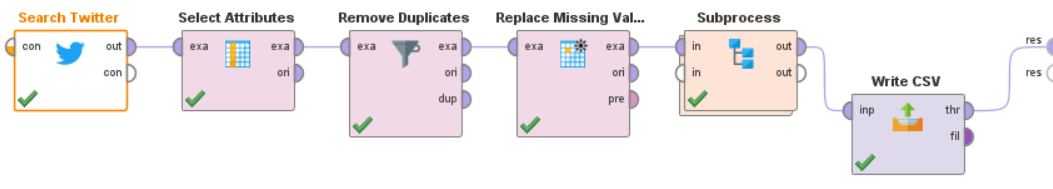 Search Twitter
con
out
con
Select Attributes
exa
exa
ori
Remove Duplicates
exa
exa
ori
dup
Replace Missing Val...
exa
exa
ori
pre
Subprocess
in
out
in
out
Write CSV
inp
thr
fil
res
res